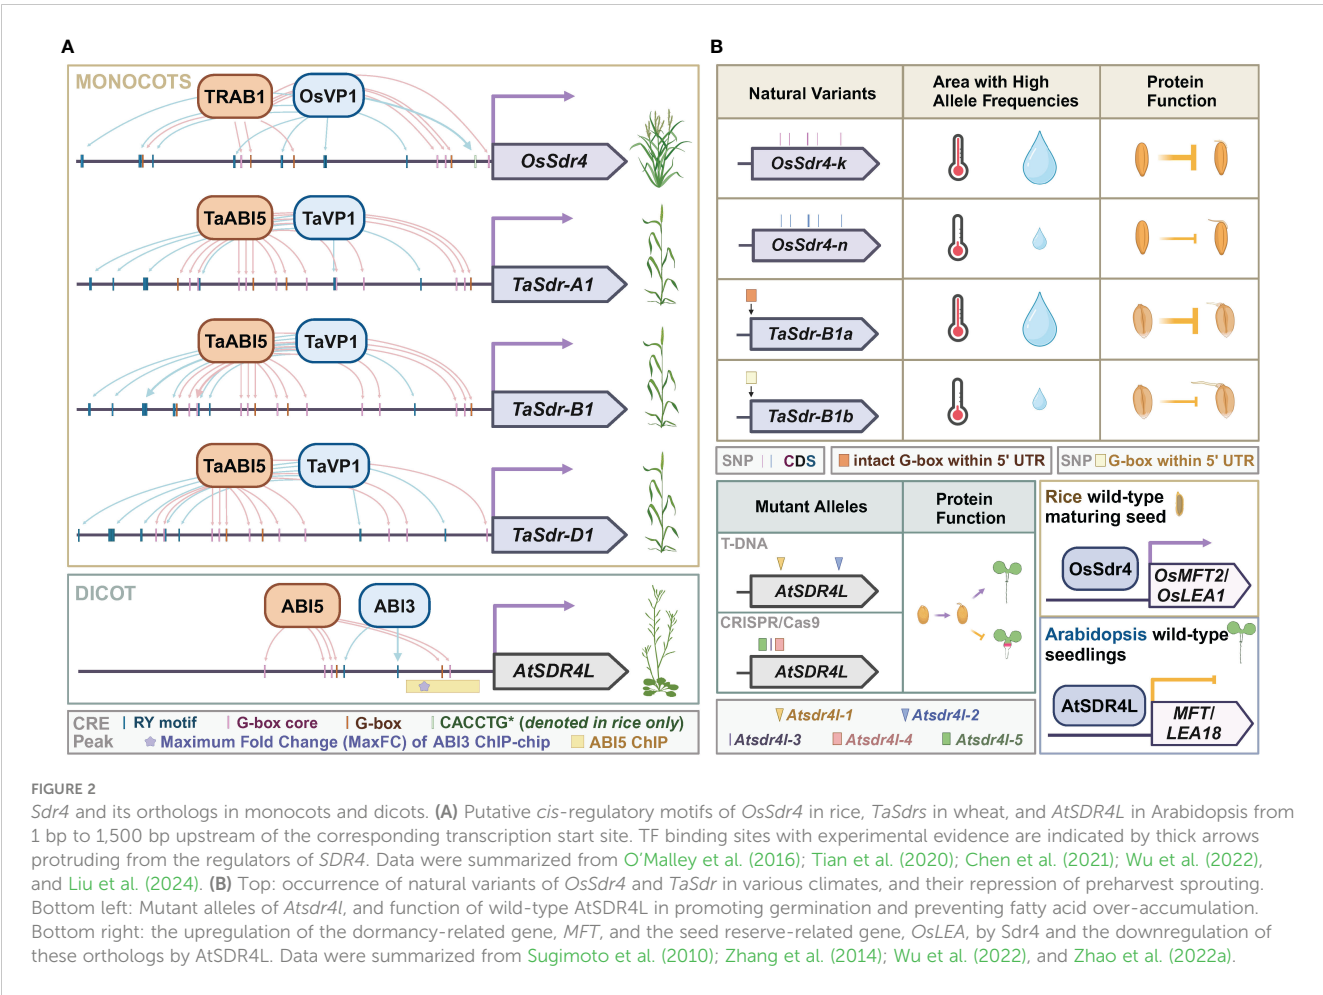 A
MONOCOTS
TRAB1
OsVP1
OsSdr4
TaABI5
TaVP1
TaSdr-A1
TaABI5
TaVP1
TaSdr-B1
TaABI5
TaVP1
TaSdr-D1
DICOT
ABI5
ABI3
AtSDR4L
CRE
RY motif
G-box core
G-box
CACCTG* (denoted in rice only)
Peak
Maximum Fold Change (MaxFC) of ABI3 ChIP-chip
ABI5 ChIP
B
Natural Variants
Area with High
Allele Frequencies
Protein
Function
OsSdr4-k
OsSdr4-n
TaSdr-B1a
TaSdr-B1b
SNP
CDS
intact G-box within 5' UTR
SNP
G-box within 5' UTR
Mutant Alleles
Protein
Function
T-DNA
AtSDR4L
CRISPR/Cas9
AtSDR4L
Atsdr4l-1
Atsdr4l-2
Atsdr4l-3
Atsdr4l-4
Atsdr4l-5
Rice wild-type
maturing seed
OsSdr4
OsMFT2/
OsLEA1
Arabidopsis wild-type
seedlings
AtSDR4L
MFT/
LEA18
FIGURE 2
Sdr4 and its orthologs in monocots and dicots. (A) Putative cis-regulatory motifs of OsSdr4 in rice, TaSdrs in wheat, and AtSDR4L in Arabidopsis from
1 bp to 1,500 bp upstream of the corresponding transcription start site. TF binding sites with experimental evidence are indicated by thick arrows
protruding from the regulators of SDR4. Data were summarized from O'Malley et al. (2016); Tian et al. (2020); Chen et al. (2021); Wu et al. (2022),
and Liu et al. (2024). (B) Top: occurrence of natural variants of OsSdr4 and TaSdr in various climates, and their repression of preharvest sprouting.
Bottom left: Mutant alleles of Atsdr4l, and function of wild-type AtSDR4L in promoting germination and preventing fatty acid over-accumulation.
Bottom right: the upregulation of the dormancy-related gene, MFT, and the seed reserve-related gene, OsLEA, by Sdr4 and the downregulation of
these orthologs by AtSDR4L. Data were summarized from Sugimoto et al. (2010); Zhang et al. (2014); Wu et al. (2022), and Zhao et al. (2022a).